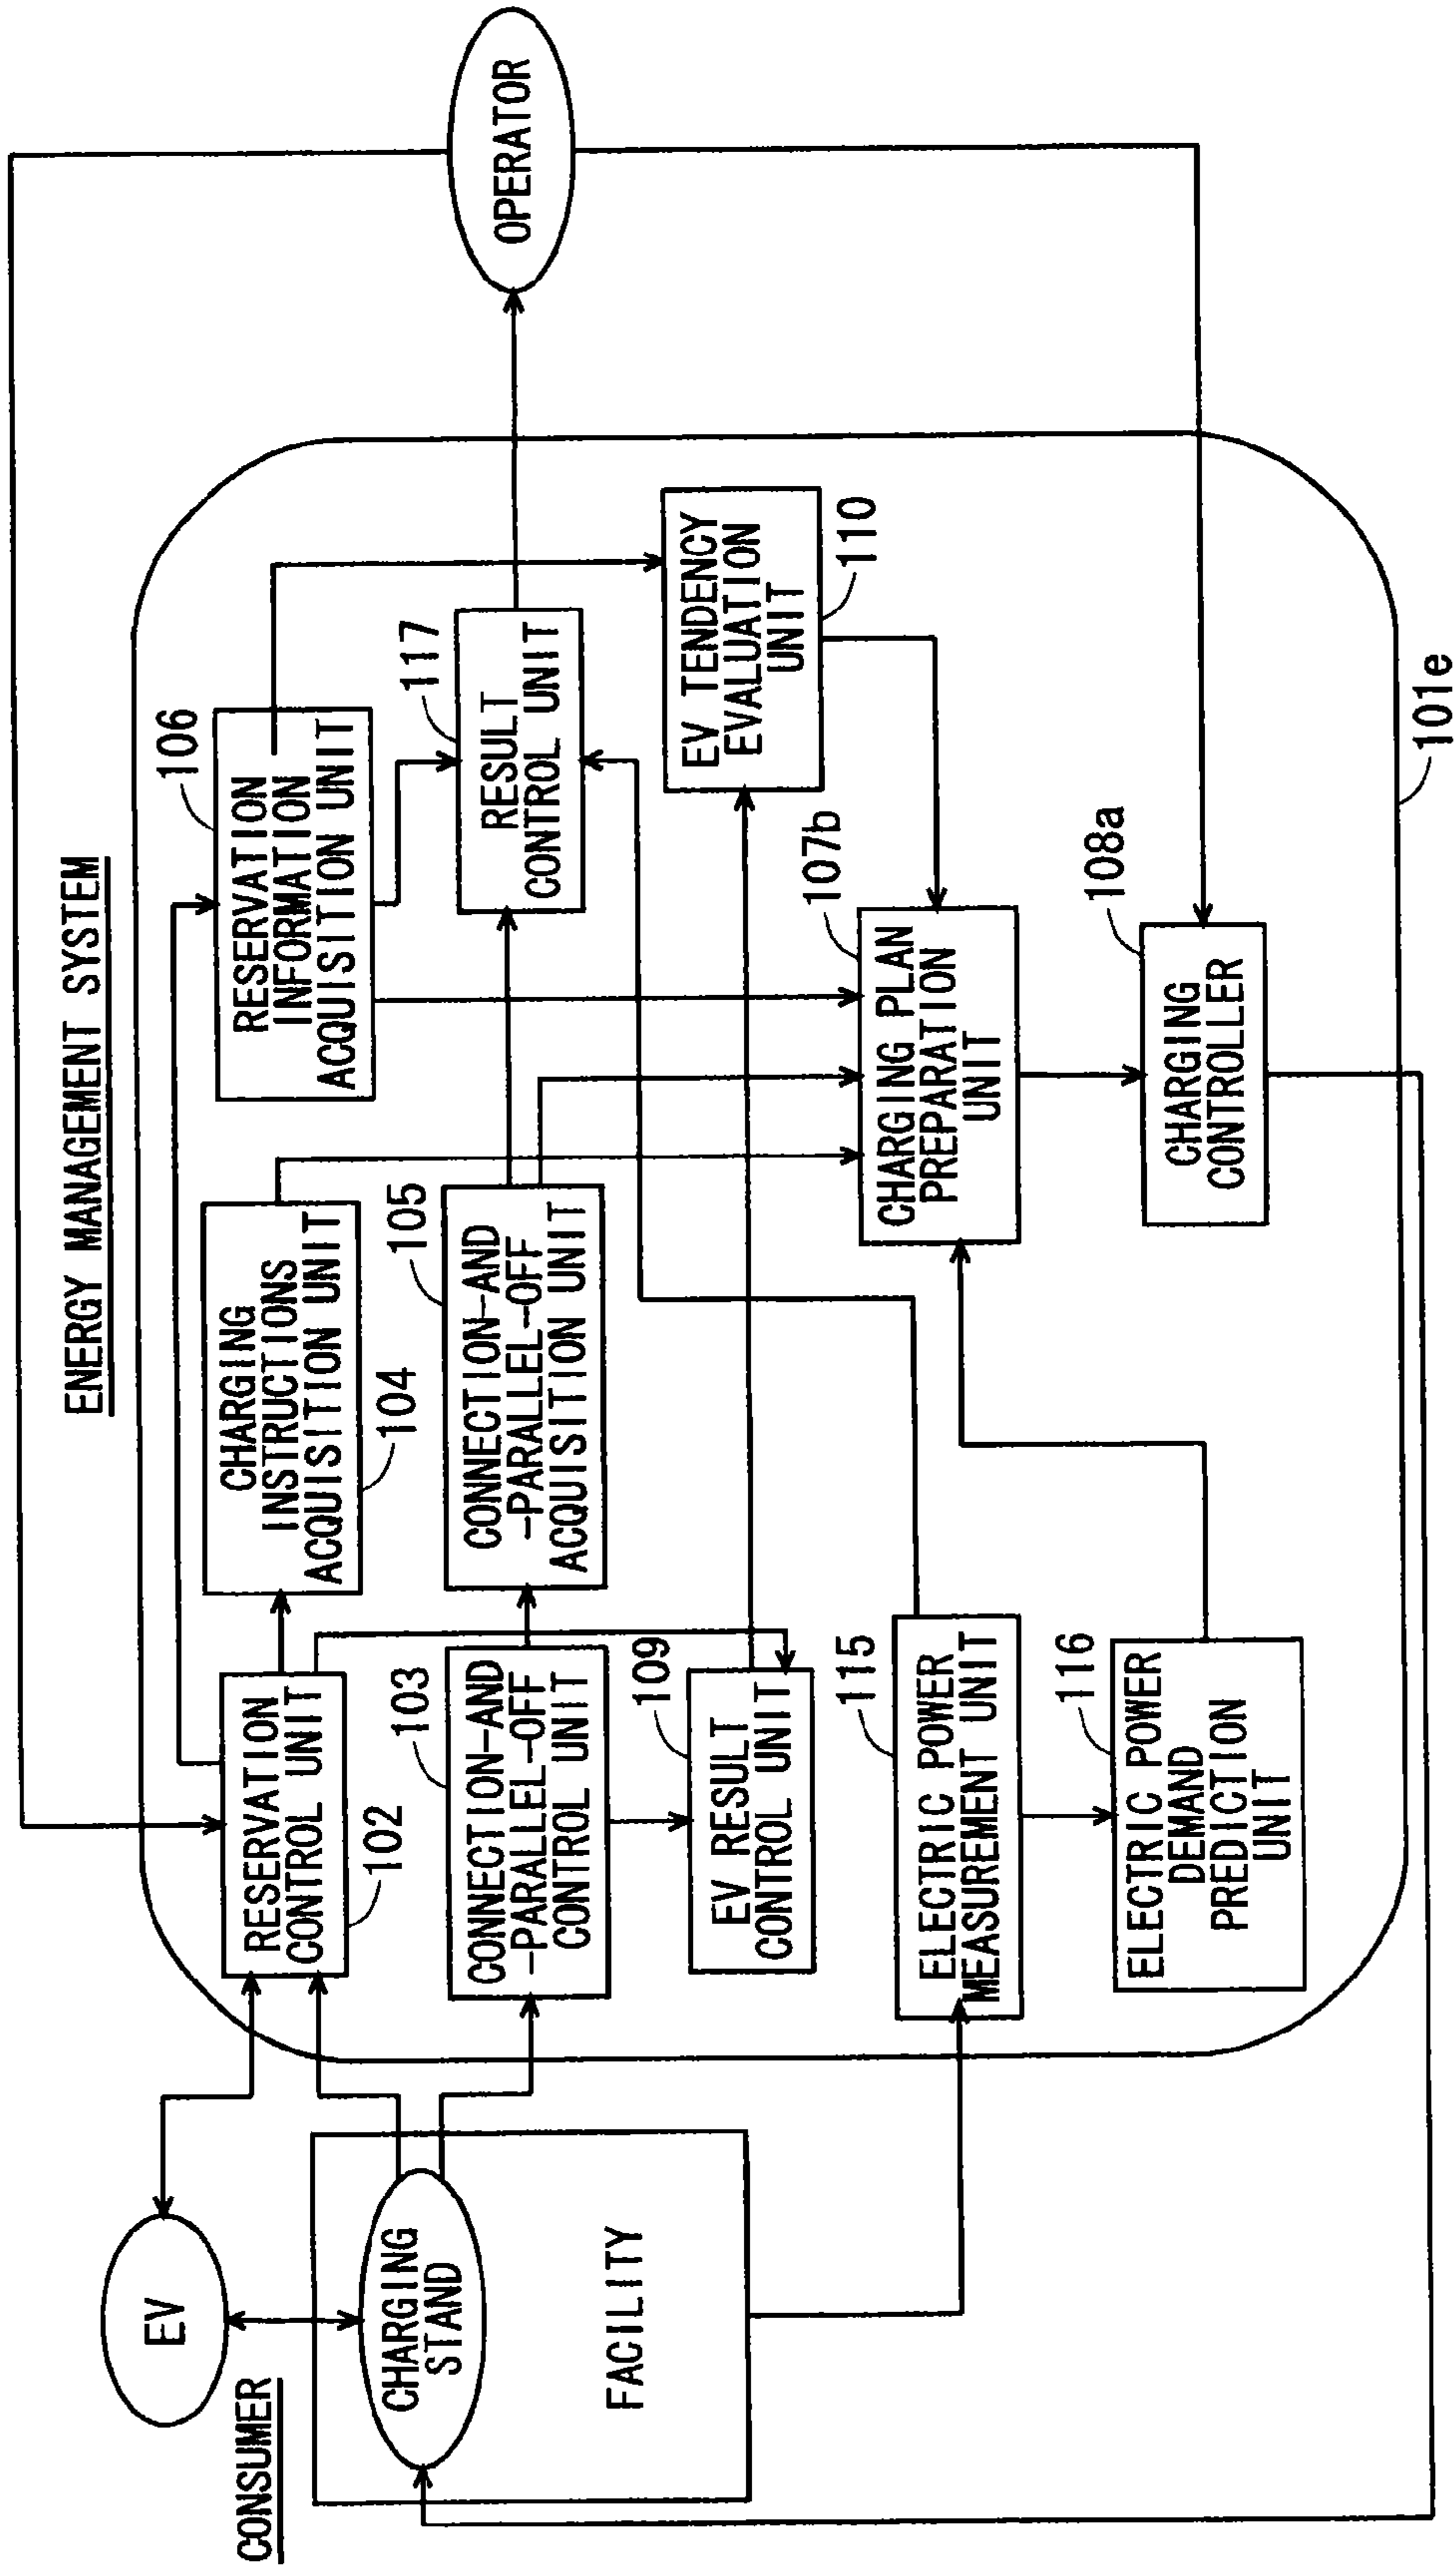 ENERGY MANAGEMENT SYSTEM
CONSUMER
EV
CHARGING
STAND
FACILITY
RESERVATION
CONTROL UNIT
102
CONNECTION-AND
-PARALLEL-OFF
CONTROL UNIT
103
EV RESULT
CONTROL UNIT
109
ELECTRIC POWER
MEASUREMENT UNIT
115
ELECTRIC POWER
DEMAND
PREDICTION
UNIT
116
CHARGING
INSTRUCTIONS
ACQUISITION UNIT
104
CONNECTION-AND
-PARALLEL-OFF
ACQUISITION UNIT
105
RESERVATION
INFORMATION
ACQUISITION UNIT
106
RESULT
CONTROL UNIT
117
EV TENDENCY
EVALUATION
UNIT
110
CHARGING PLAN
PREPARATION
UNIT
107b
CHARGING
CONTROLLER
108a
101e
OPERATOR